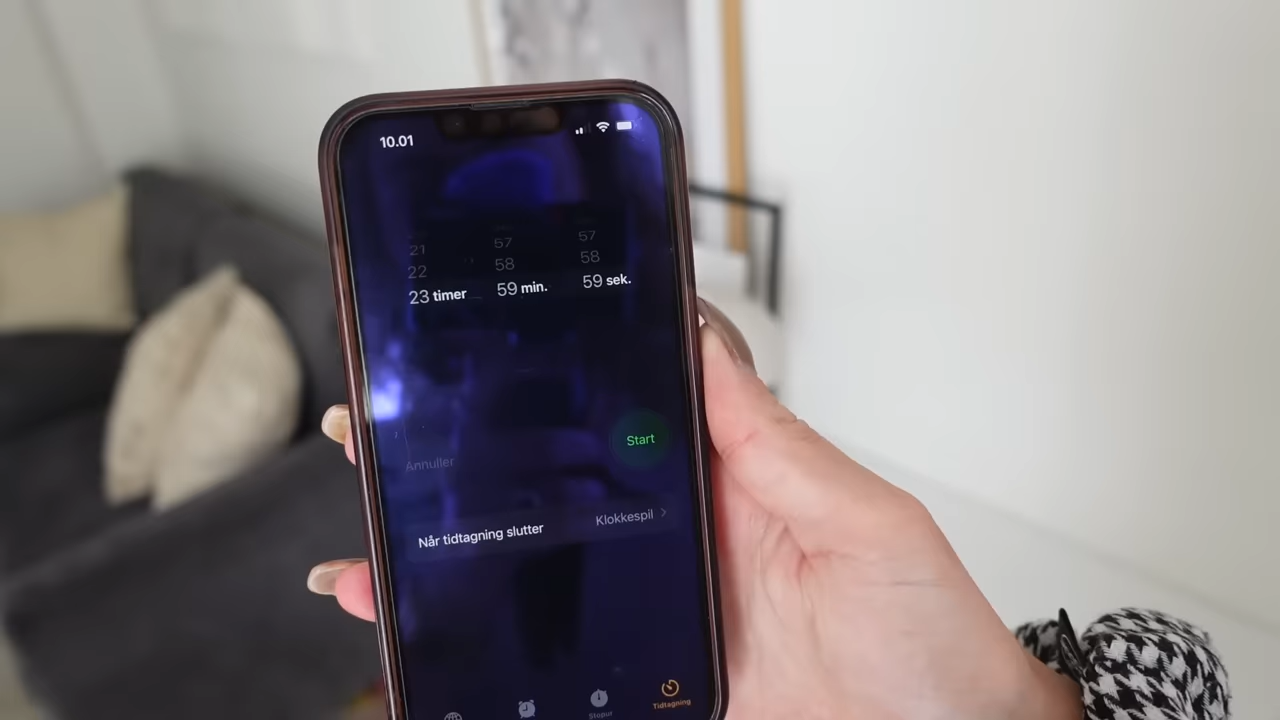 10.01
21 57 57
22 58 58
23 timer 59 min. 59 sek.
Start
Annuller
Når tidtagning slutter Klokkespil
Stopur Tidtagning